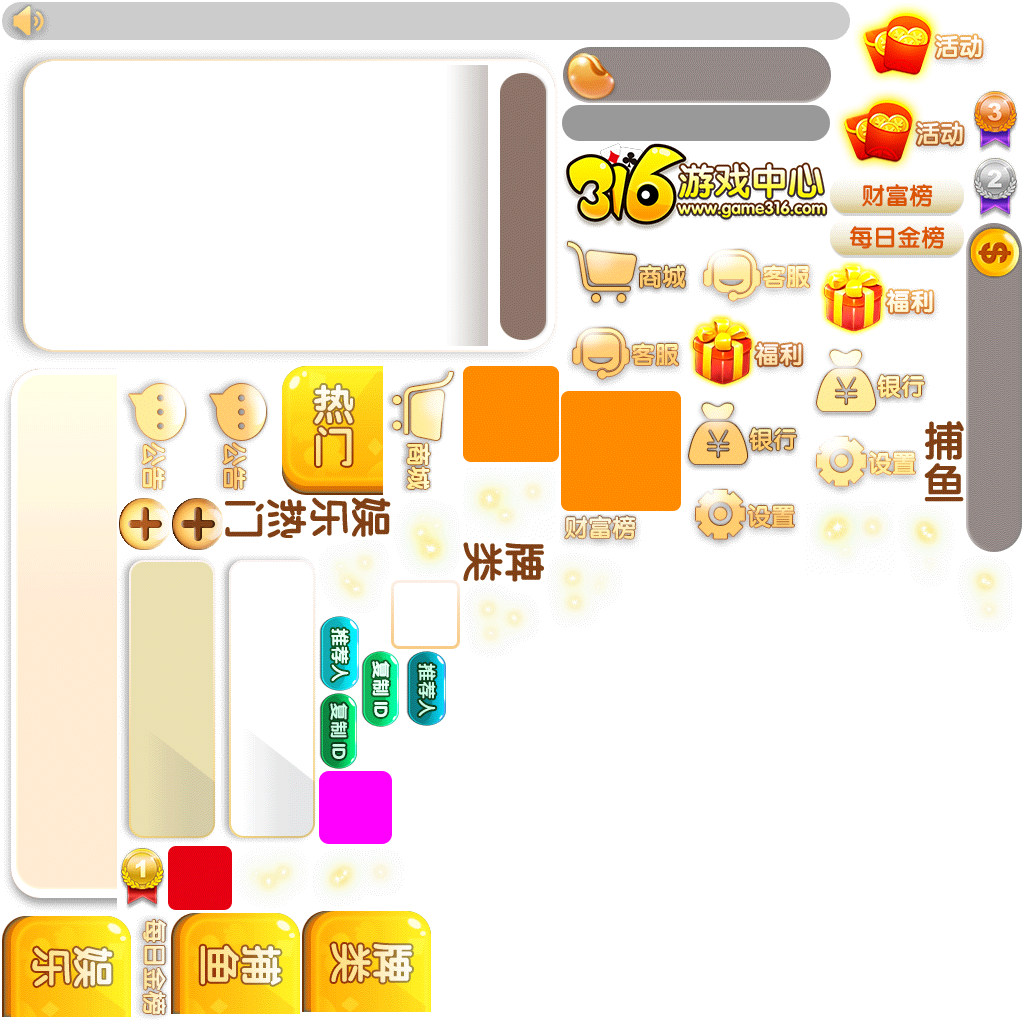 活动
活动
3
2
316游戏中心
www.game316.com
财富榜
每日金榜
$
商城
客服
福利
客服
福利
¥
银行
¥
银行
捕鱼
设置
设置
财富榜
公告
公告
热门
商城
娱乐热门
牌类
推荐人
复制ID
推荐人
复制ID
1
娱乐
每日金榜
捕鱼
牌类